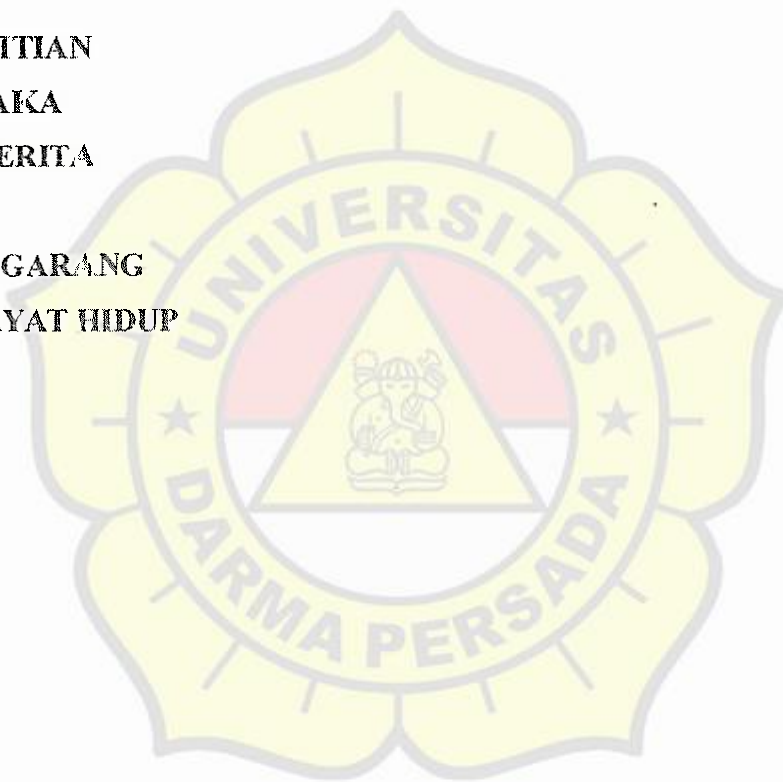 ITIAN
AKA
ERITA
GARANG
AYAT HIDUP
UNIVERSITAS
DARMA PERSADA